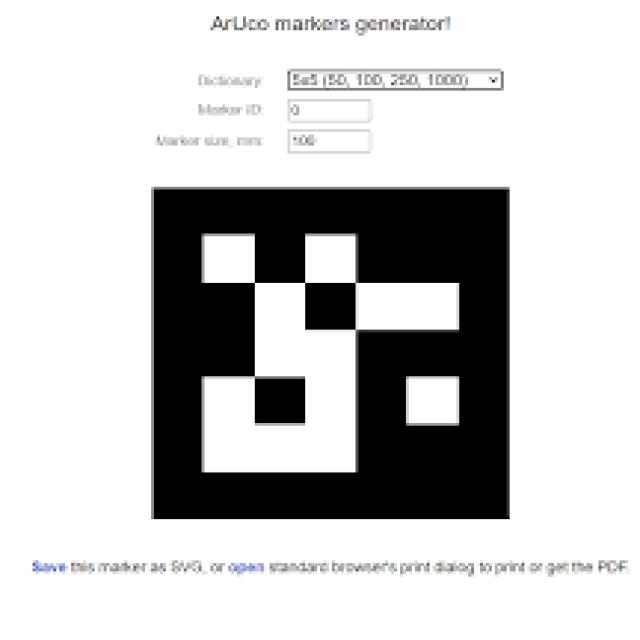 ArUco markers generator!
Dictionary: 5x5 (50, 100, 250, 1000)
Marker ID: 0
Marker size, mm: 100
Save this marker as SVG, or open standard browser's print dialog to print or get the PDF.